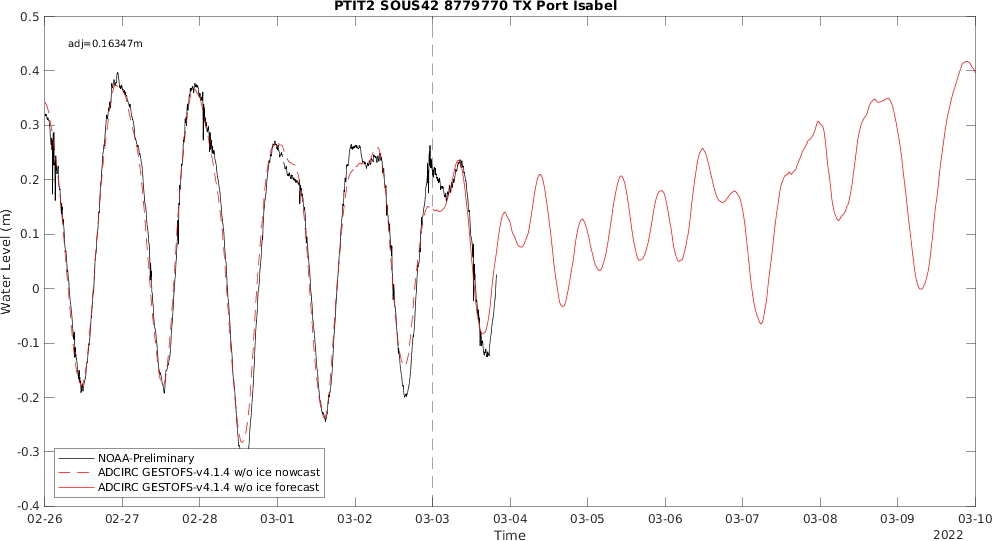 PTIT2 SOUS42 8779770 TX Port Isabel
adj=0.16347m
0.5
0.4
0.3
0.2
0.1
0
-0.1
-0.2
-0.3
-0.4
Water Level (m)
NOAA-Preliminary
ADCIRC GESTOFS-v4.1.4 w/o ice nowcast
ADCIRC GESTOFS-v4.1.4 w/o ice forecast
02-26 02-27 02-28 03-01 03-02 03-03 03-04 03-05 03-06 03-07 03-08 03-09 03-10
Time
2022